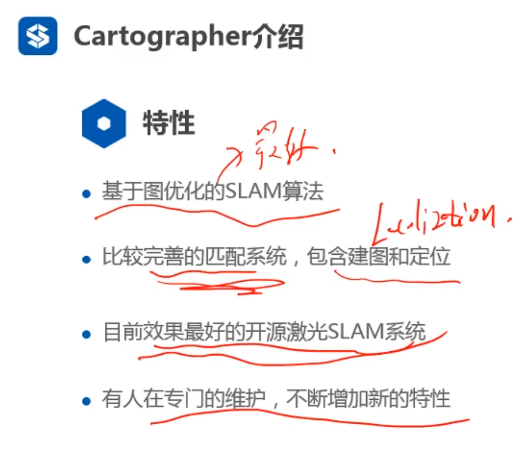 Cartographer介绍
特性
基于图优化的SLAM算法
Localization.
比较完善的匹配系统，包含建图和定位
目前效果最好的开源激光SLAM系统
有人在专门的维护，不断增加新的特性